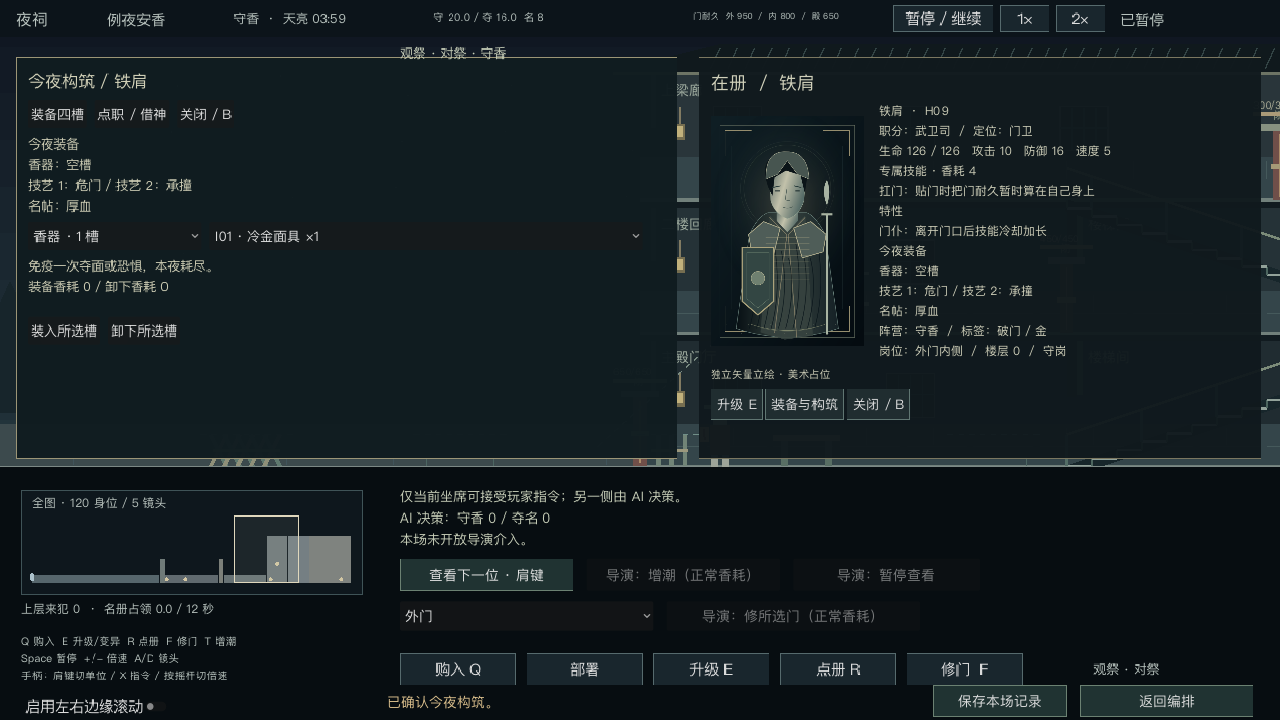 夜祠 例夜安香 守香 · 天亮 03:59 守 20.0 / 夺 16.0 名 8 门耐久 外 950 / 内 800 / 殿 650 暂停 / 继续 1x 2x 已暂停
观祭 · 对祭 · 守香
今夜构筑 / 铁肩
装备四槽 点职 / 借神 关闭 / B
今夜装备
香器: 空槽
技艺 1: 危门 / 技艺 2: 承撞
名帖: 厚血
香器 · 1 槽 I01 · 冷金面具 ×1
免疫一次夺面或恐惧，本夜耗尽。
装备香耗 0 / 卸下香耗 0
装入所选槽 卸下所选槽
在册 / 铁肩
铁肩 · H09
职分: 武卫司 / 定位: 门卫
生命 126 / 126 攻击 10 防御 16 速度 5
专属技能 · 香耗 4
扛门: 贴门时把门耐久暂时算在自己身上
特性
门仆: 离开门口后技能冷却加长
今夜装备
香器: 空槽
技艺 1: 危门 / 技艺 2: 承撞
名帖: 厚血
阵营: 守香 / 标签: 破门 / 金
岗位: 外门内侧 / 楼层 0 / 守岗
独立矢量立绘 · 美术占位
升级 E 装备与构筑 关闭 / B
全图 · 120 身位 / 5 镜头
上层来犯 0 · 名册占领 0.0 / 12 秒
Q 购入 E 升级/变异 R 点册 F 修门 T 增潮
Space 暂停 +/− 倍速 A/D 镜头
手柄: 肩键切单位 / X 指令 / 按摇杆切倍速
启用左右边缘滚动
仅当前坐席可接受玩家指令；另一侧由 AI 决策。
AI 决策: 守香 0 / 夺名 0
本场未开放导演介入。
查看下一位 · 肩键 导演: 增潮（正常香耗） 导演: 暂停查看
外门 导演: 修所选门（正常香耗）
购入 Q 部署 升级 E 点册 R 修门 F 观祭 · 对祭
已确认今夜构筑。 保存本场记录 返回编排